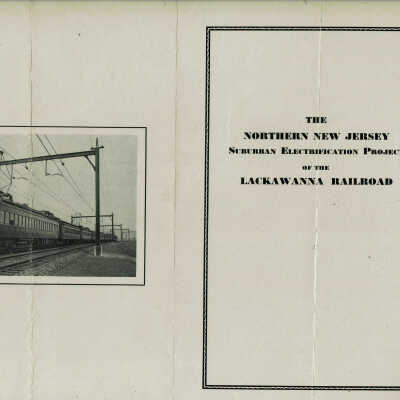 THE
NORTHERN NEW JERSEY
SUBURBAN ELECTRIFICATION PROJECT
OF THE
LACKAWANNA RAILROAD